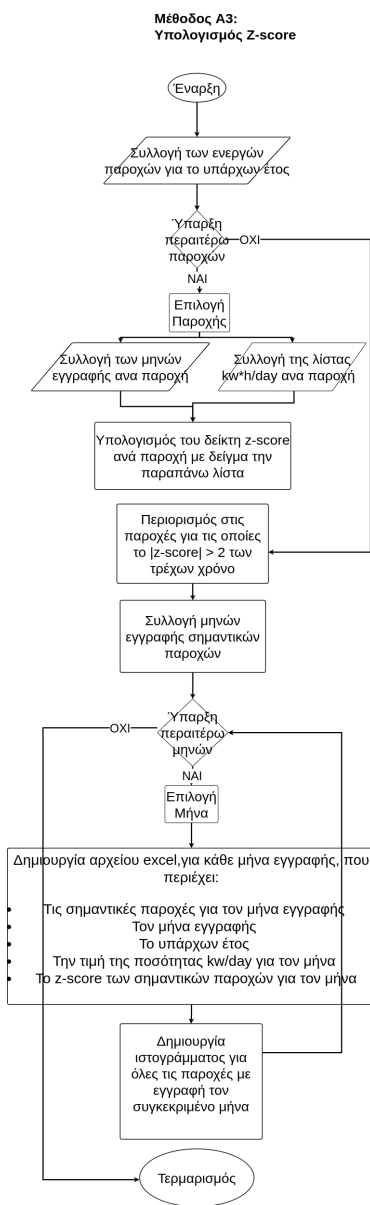 Μέθοδος Α3:
Υπολογισμός Z-score
Έναρξη
Συλλογή των ενεργών
παροχών για το υπάρχων έτος
Ύπαρξη
περαιτέρω
παροχών
ΟΧΙ
ΝΑΙ
Επιλογή
Παροχής
Συλλογή των μηνών
εγγραφής ανα παροχή
Συλλογή της λίστας
kw*h/day ανα παροχή
Υπολογισμός του δείκτη z-score
ανά παροχή με δείγμα την
παραπάνω λίστα
Περιορισμός στις
παροχές για τις οποίες
το |z-score| > 2 των
τρέχων χρόνο
Συλλογή μηνών
εγγραφής σημαντικών
παροχών
Ύπαρξη
περαιτέρω
μηνών
ΟΧΙ
ΝΑΙ
Επιλογή
Μήνα
Δημιουργία αρχείου excel,για κάθε μήνα εγγραφής, που
περιέχει:
Τις σημαντικές παροχές για τον μήνα εγγραφής
Τον μήνα εγγραφής
Το υπάρχων έτος
Την τιμή της ποσότητας kw/day για τον μήνα
Το z-score των σημαντικών παροχών για τον μήνα
Δημιουργία
ιστογράμματος για
όλες τις παροχές με
εγγραφή τον
συγκεκριμένο μήνα
Τερμαρισμός